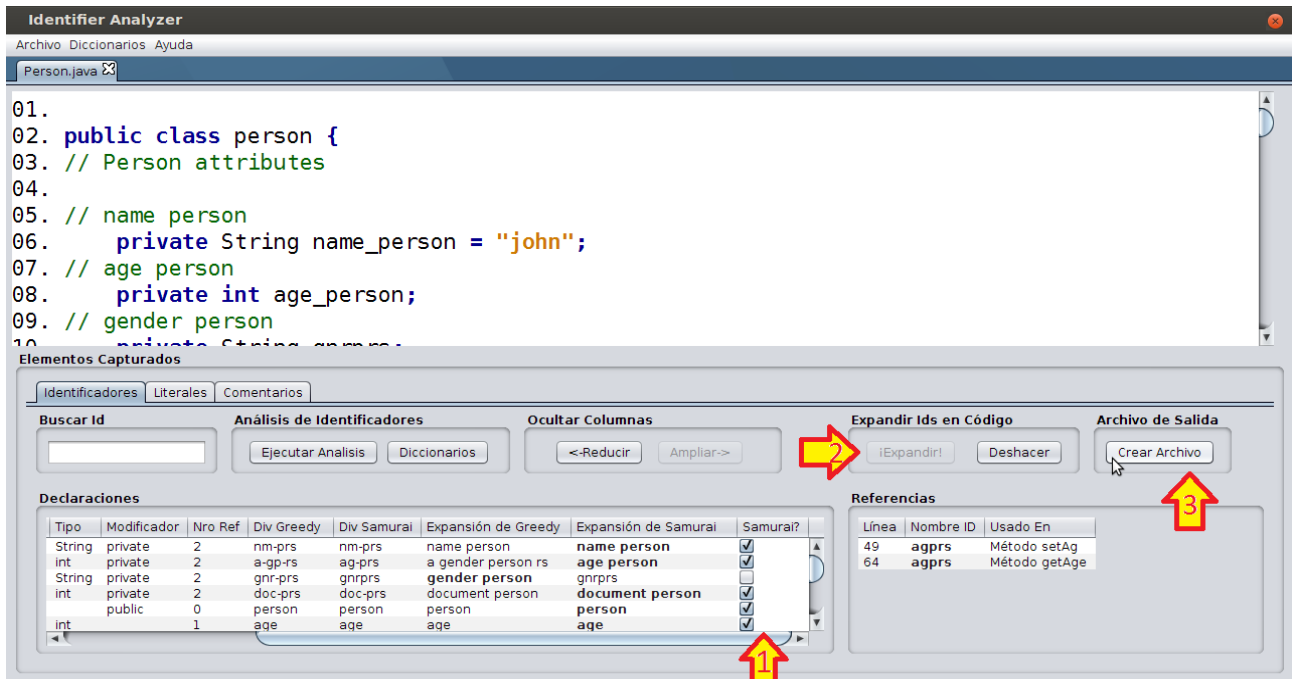 Identifier Analyzer
Archivo Diccionarios Ayuda
Person.java
01.
02. public class person {
03. // Person attributes
04.
05. // name person
06. private String name_person = "john";
07. // age person
08. private int age_person;
09. // gender person
10. private String gnrprs;
Elementos Capturados
Identificadores Literales Comentarios
Buscar Id Análisis de Identificadores Ocultar Columnas Expandir Ids en Código Archivo de Salida
Ejecutar Analisis Diccionarios <-Reducir Ampliar-> 2 ¡Expandir! Deshacer Crear Archivo
3
Declaraciones Referencias
Tipo Modificador Nro Ref Div Greedy Div Samurai Expansión de Greedy Expansión de Samurai Samurai? Línea Nombre ID Usado En
String private 2 nm-prs nm-prs name person name person 49 agprs Método setAg
int private 2 a-gp-rs ag-prs a gender person rs age person 64 agprs Método getAge
String private 2 gnr-prs gnrprs gender person gnrprs
int private 2 doc-prs doc-prs document person document person
public 0 person person person person
int 1 age age age age
1